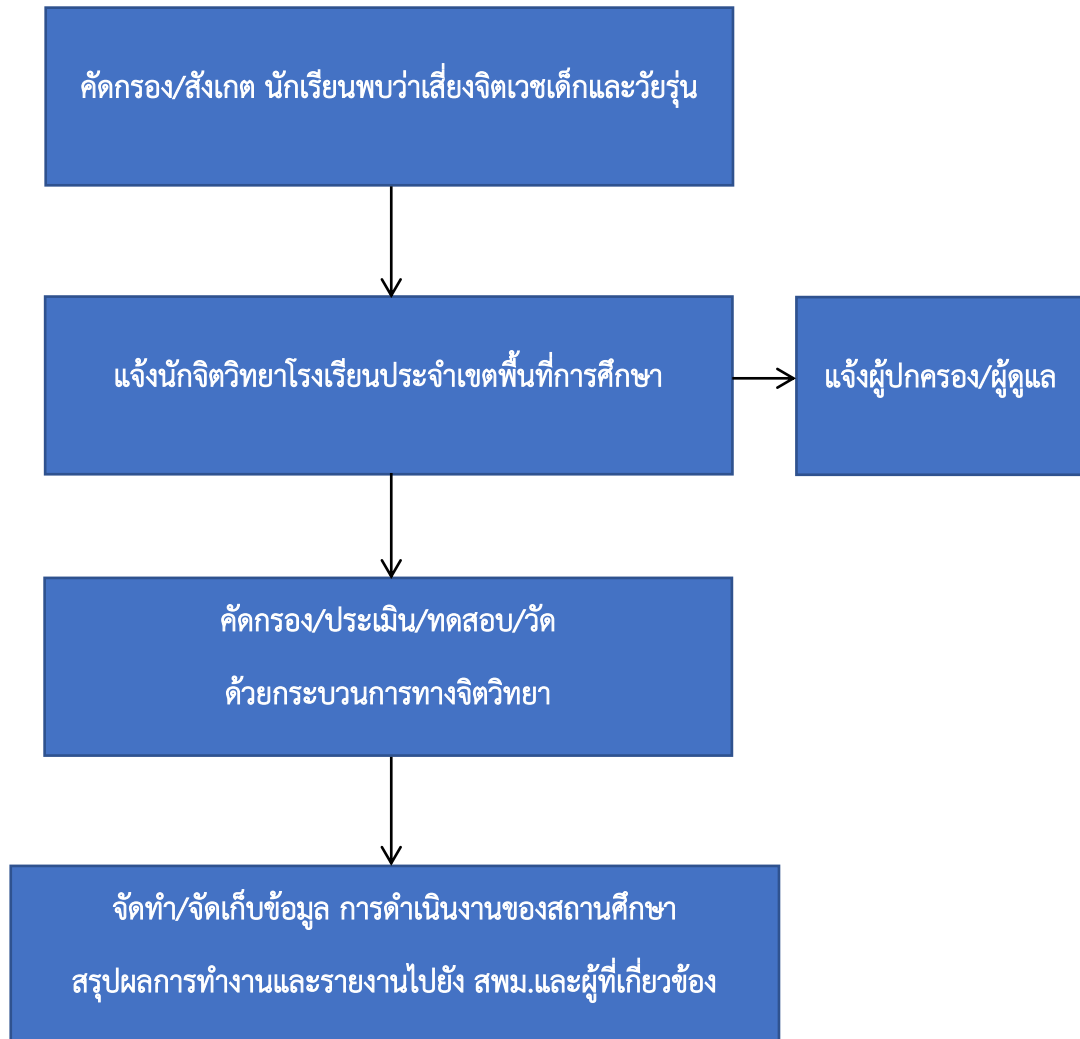 คัดกรอง/สังเกต นักเรียนพบว่าเสี่ยงจิตเวชเด็กและวัยรุ่น
แจ้งนักจิตวิทยาโรงเรียนประจำเขตพื้นที่การศึกษา
แจ้งผู้ปกครอง/ผู้ดูแล
คัดกรอง/ประเมิน/ทดสอบ/วัด
ด้วยกระบวนการทางจิตวิทยา
จัดทำ/จัดเก็บข้อมูล การดำเนินงานของสถานศึกษา
สรุปผลการทำงานและรายงานไปยัง สพม.และผู้ที่เกี่ยวข้อง